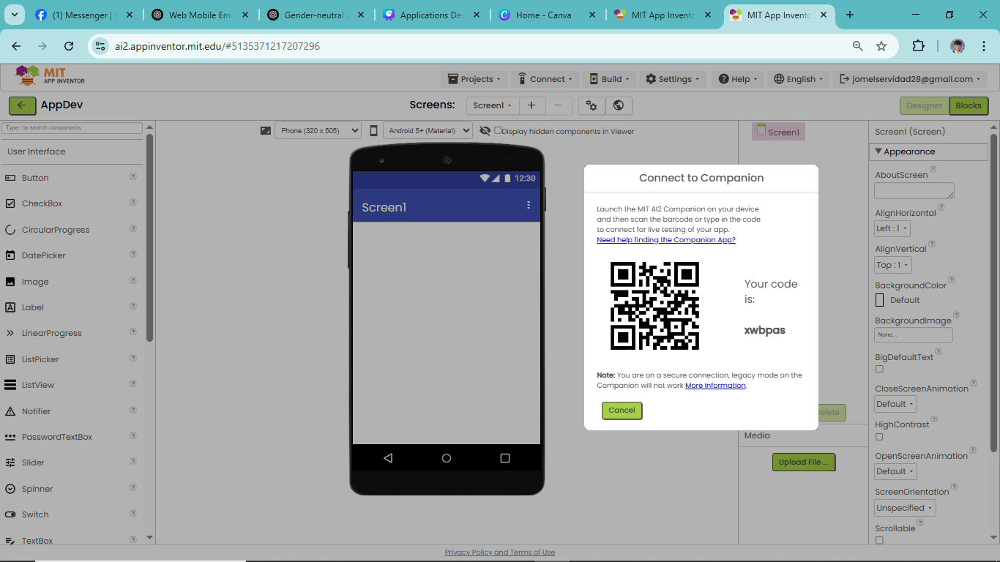 (1) Messenger |
Web Mobile Em
Gender-neutral
Applications De
Home - Canva
MIT App Invento
MIT App Invento
ai2.appinventor.mit.edu/#5135371217207296
MIT
APP INVENTOR
Projects
Connect
Build
Settings
Help
English
jomelservidad28@gmail.com
AppDev
Screens:
Screen1
Designer
Blocks
Type / to search components
User Interface
Button
CheckBox
CircularProgress
DatePicker
Image
Label
LinearProgress
ListPicker
ListView
Notifier
PasswordTextBox
Slider
Spinner
Switch
TextBox
Phone (320 x 505)
Android 5+ (Material)
Display hidden components in Viewer
12:30
Screen1
Screen1
Connect to Companion
Launch the MIT AI2 Companion on your device
and then scan the barcode or type in the code
to connect for live testing of your app.
Need help finding the Companion App?
Your code
is:
xwbpas
Note: You are on a secure connection, legacy mode on the
Companion will not work More Information.
Cancel
elete
Media
Upload File ...
Screen1 (Screen)
Appearance
AboutScreen
AlignHorizontal
Left : 1
AlignVertical
Top : 1
BackgroundColor
Default
BackgroundImage
None...
BigDefaultText
CloseScreenAnimation
Default
HighContrast
OpenScreenAnimation
Default
ScreenOrientation
Unspecified
Scrollable
Privacy Policy and Terms of Use